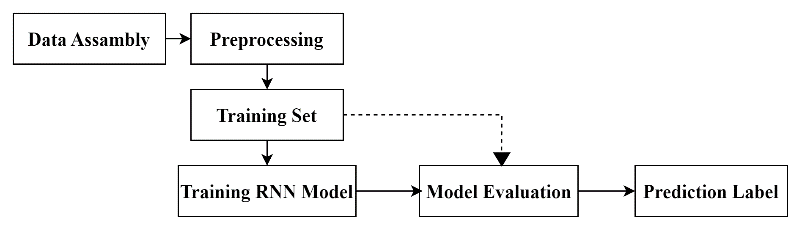 Data Assambly
Preprocessing
Training Set
Training RNN Model
Model Evaluation
Prediction Label